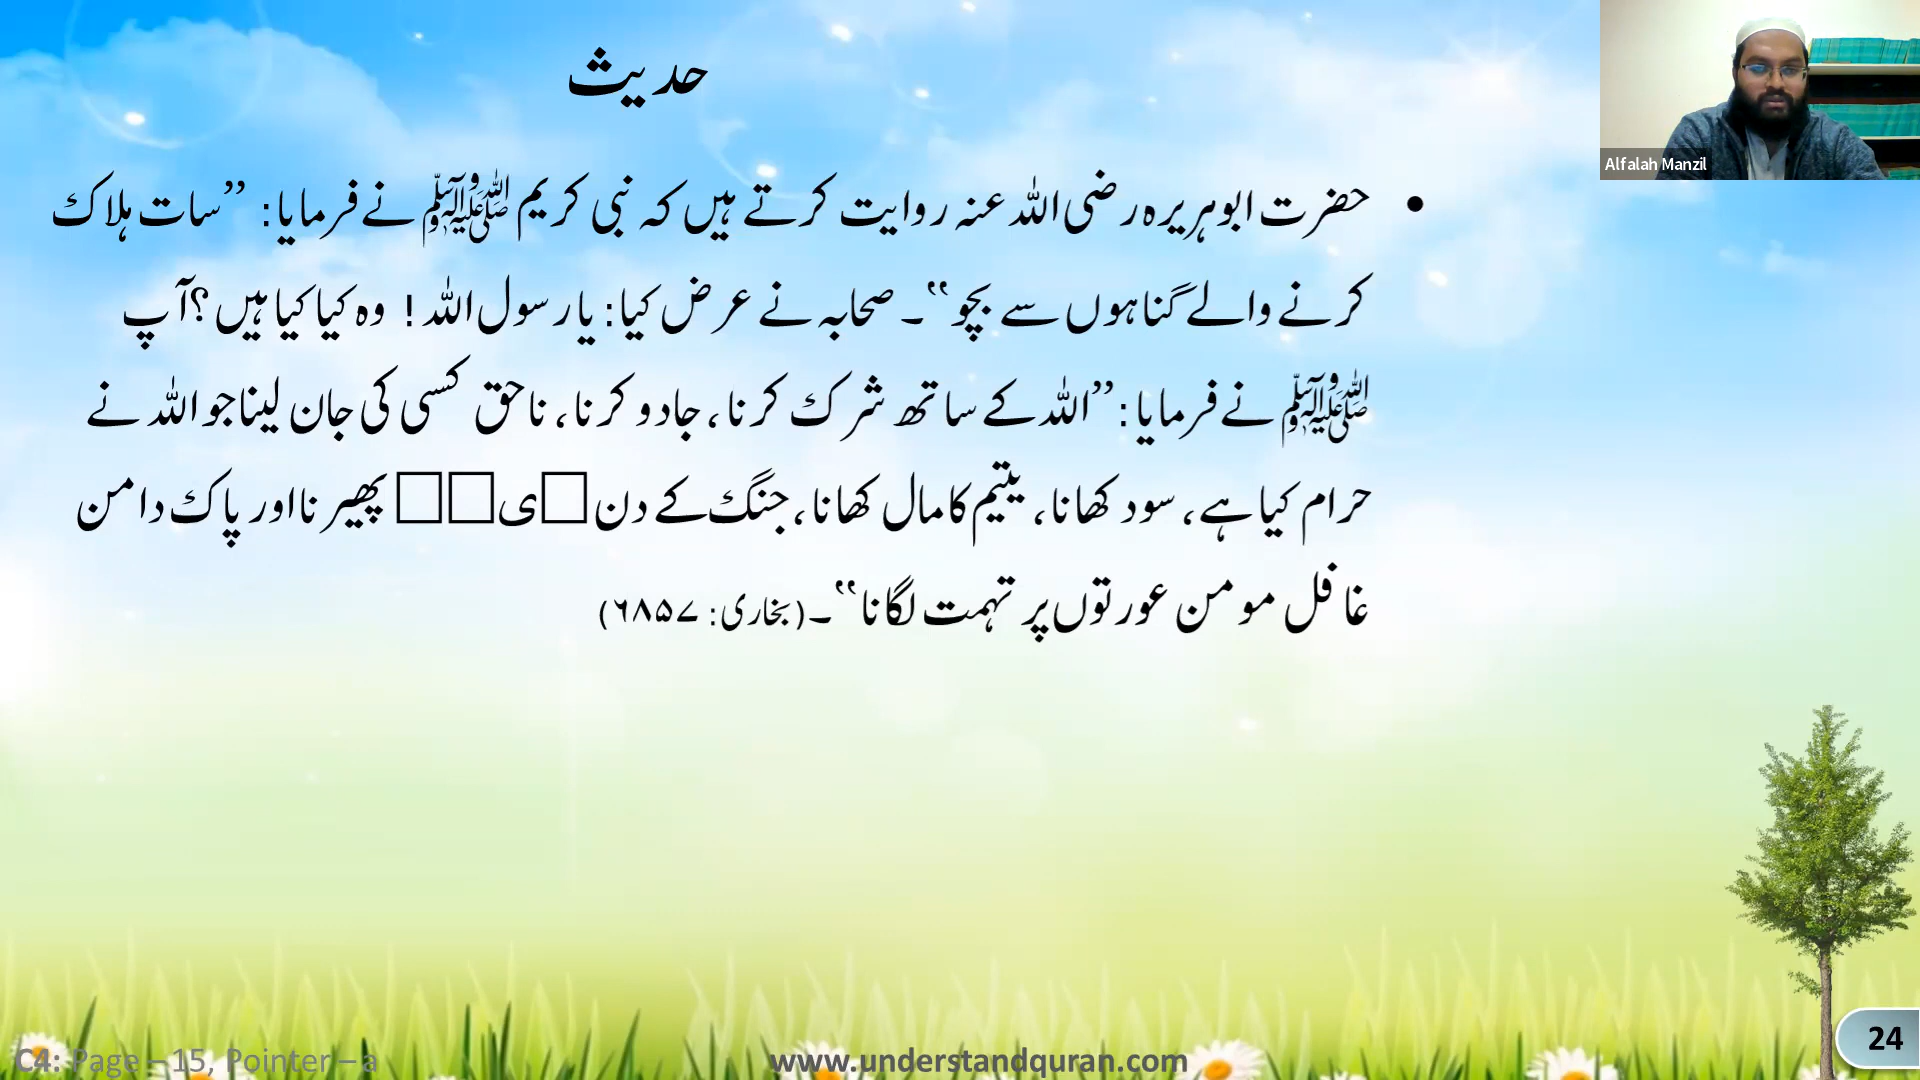 حدیث
Alfalah Manzil
• حضرت ابوہریرہ رضی اللہ عنہ روایت کرتے ہیں کہ نبی کریم ﷺ نے فرمایا: ’’سات ہلاک
کرنے والے گناہوں سے بچو‘‘۔ صحابہ نے عرض کیا: یا رسول اللہ! وہ کیا کیا ہیں؟ آپ
ﷺ نے فرمایا: ’’اللہ کے ساتھ شرک کرنا، جادو کرنا، ناحق کسی کی جان لینا جو اللہ نے
حرام کیا ہے، سود کھانا، یتیم کا مال کھانا، جنگ کے دن □ی□□ پھیرنا اور پاک دامن
غافل مومن عورتوں پر تہمت لگانا‘‘۔ (بخاری: ٦٨٥٧)
C4: Page – 15, Pointer – a
www.understandquran.com
24